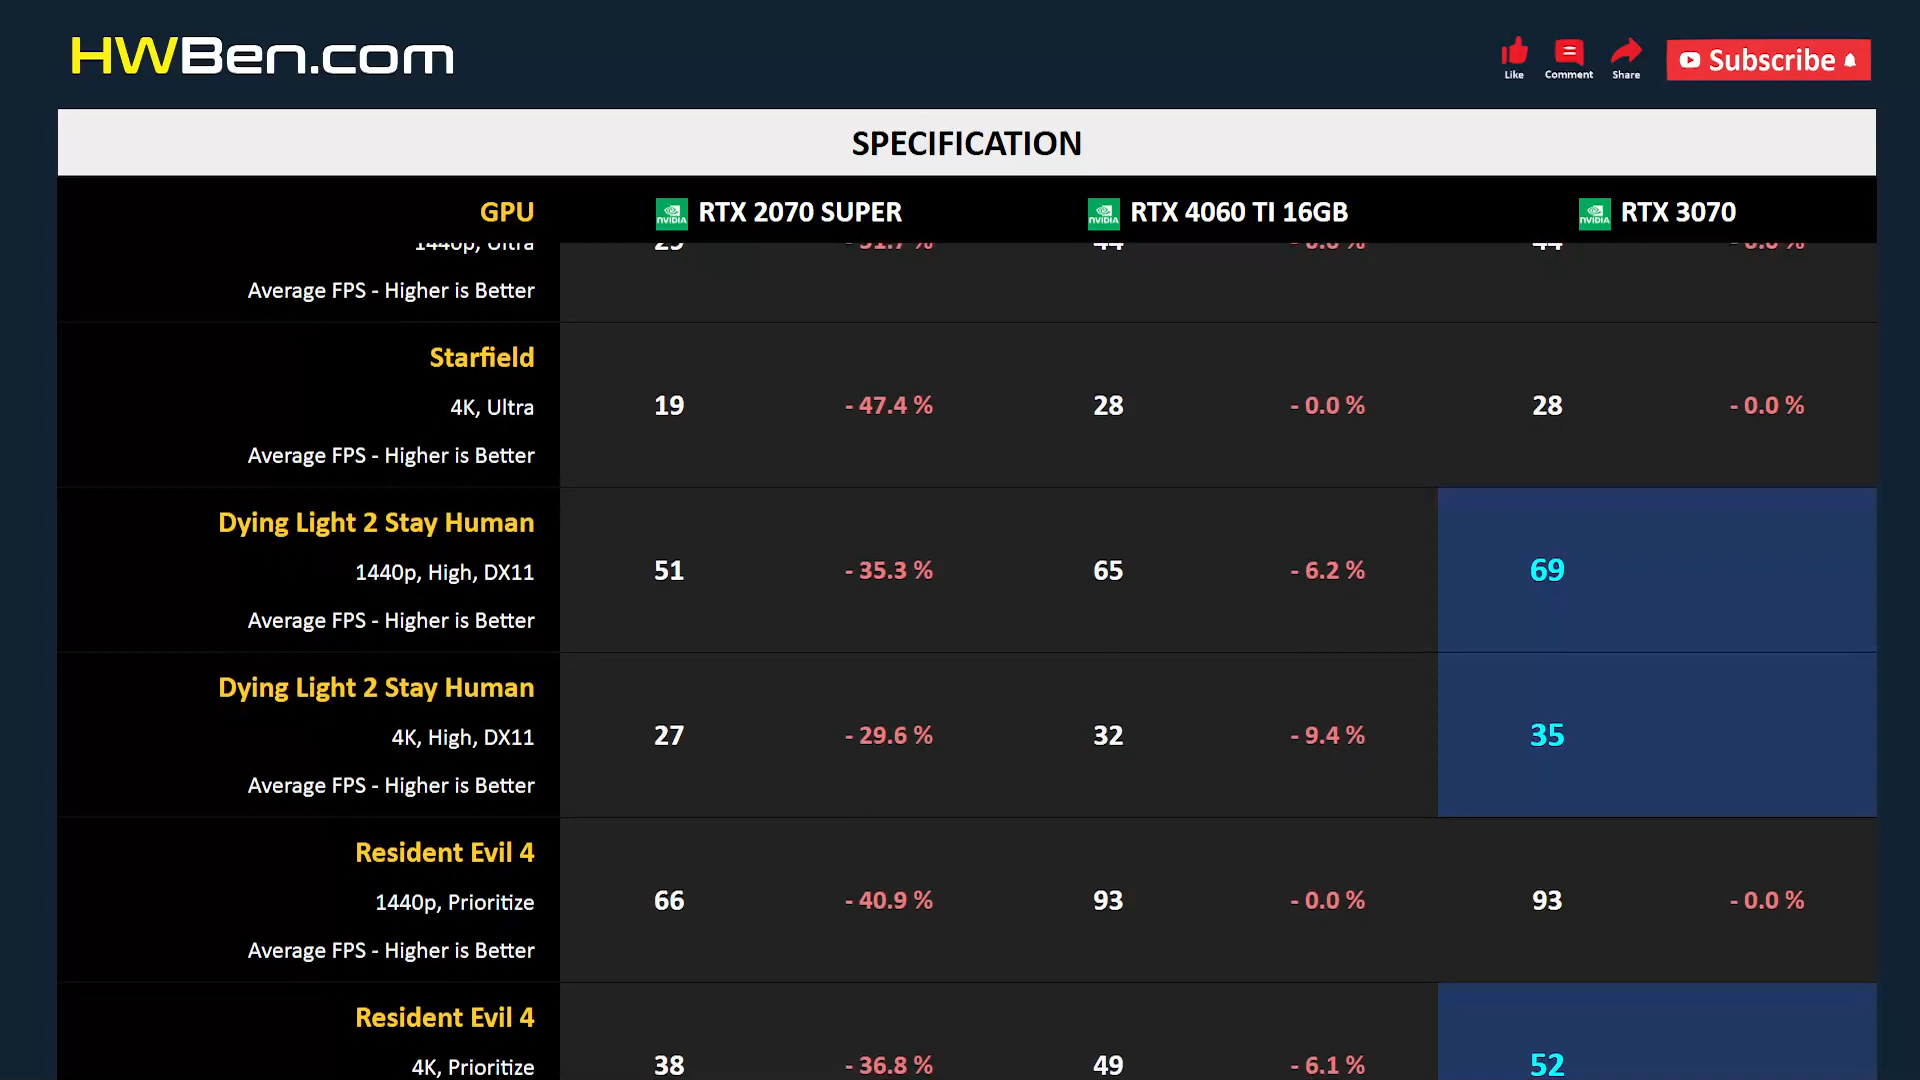 HWBen.com
Like
Comment
Share
Subscribe
SPECIFICATION
GPU
NVIDIA RTX 2070 SUPER
NVIDIA RTX 4060 TI 16GB
NVIDIA RTX 3070
1440p, Ultra
Average FPS - Higher is Better
Starfield
4K, Ultra
Average FPS - Higher is Better
19 - 47.4 % 28 - 0.0 % 28 - 0.0 %
Dying Light 2 Stay Human
1440p, High, DX11
Average FPS - Higher is Better
51 - 35.3 % 65 - 6.2 % 69
Dying Light 2 Stay Human
4K, High, DX11
Average FPS - Higher is Better
27 - 29.6 % 32 - 9.4 % 35
Resident Evil 4
1440p, Prioritize
Average FPS - Higher is Better
66 - 40.9 % 93 - 0.0 % 93 - 0.0 %
Resident Evil 4
4K, Prioritize
38 - 36.8 % 49 - 6.1 % 52